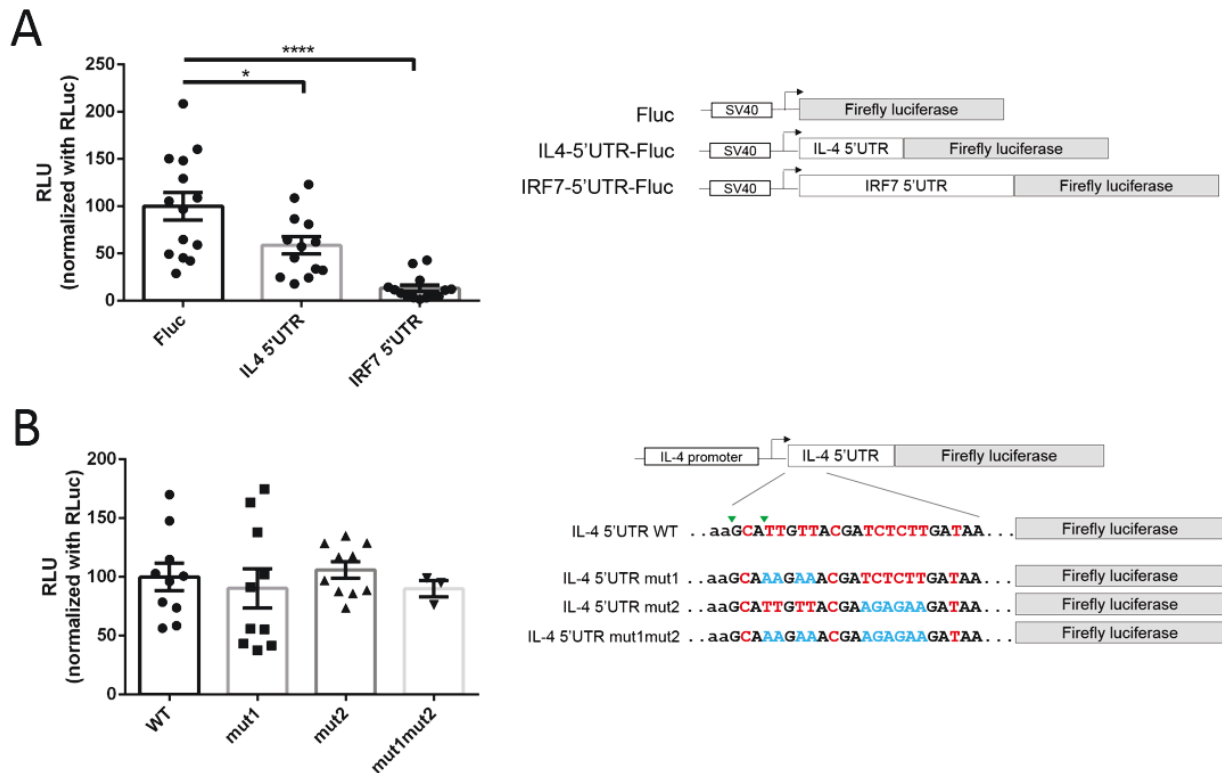 A
****
*
RLU
(normalized with RLuc)
250
200
150
100
50
0
Fluc
IL4 5'UTR
IRF7 5'UTR
Fluc
SV40
Firefly luciferase
IL4-5'UTR-Fluc
SV40
IL-4 5'UTR
Firefly luciferase
IRF7-5'UTR-Fluc
SV40
IRF7 5'UTR
Firefly luciferase
B
RLU
(normalized with RLuc)
200
150
100
50
0
WT
mut1
mut2
mut1mut2
IL-4 promoter
IL-4 5'UTR
Firefly luciferase
IL-4 5'UTR WT
..aaGCATTGTTACGATCTCTTGATAA...
Firefly luciferase
IL-4 5'UTR mut1
..aaGCAAAGAAACGATCTCTTGATAA...
Firefly luciferase
IL-4 5'UTR mut2
..aaGCATTGTTACGAAGAGAAGATAA...
Firefly luciferase
IL-4 5'UTR mut1mut2
..aaGCAAAGAAACGAAGAGAAGATAA...
Firefly luciferase